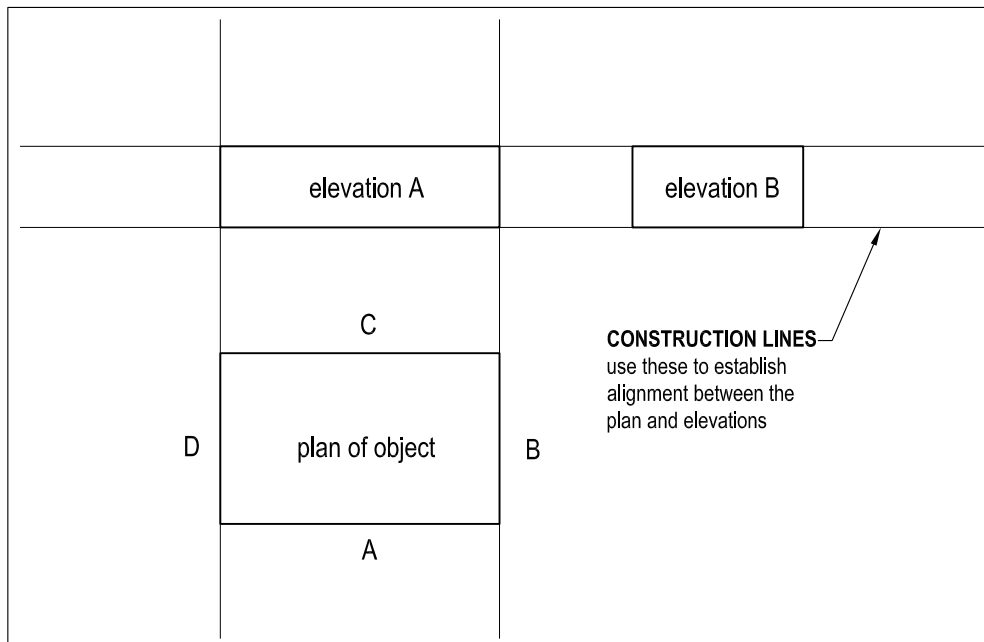 elevation A
elevation B
C
CONSTRUCTION LINES
use these to establish
alignment between the
plan and elevations
D
plan of object
B
A